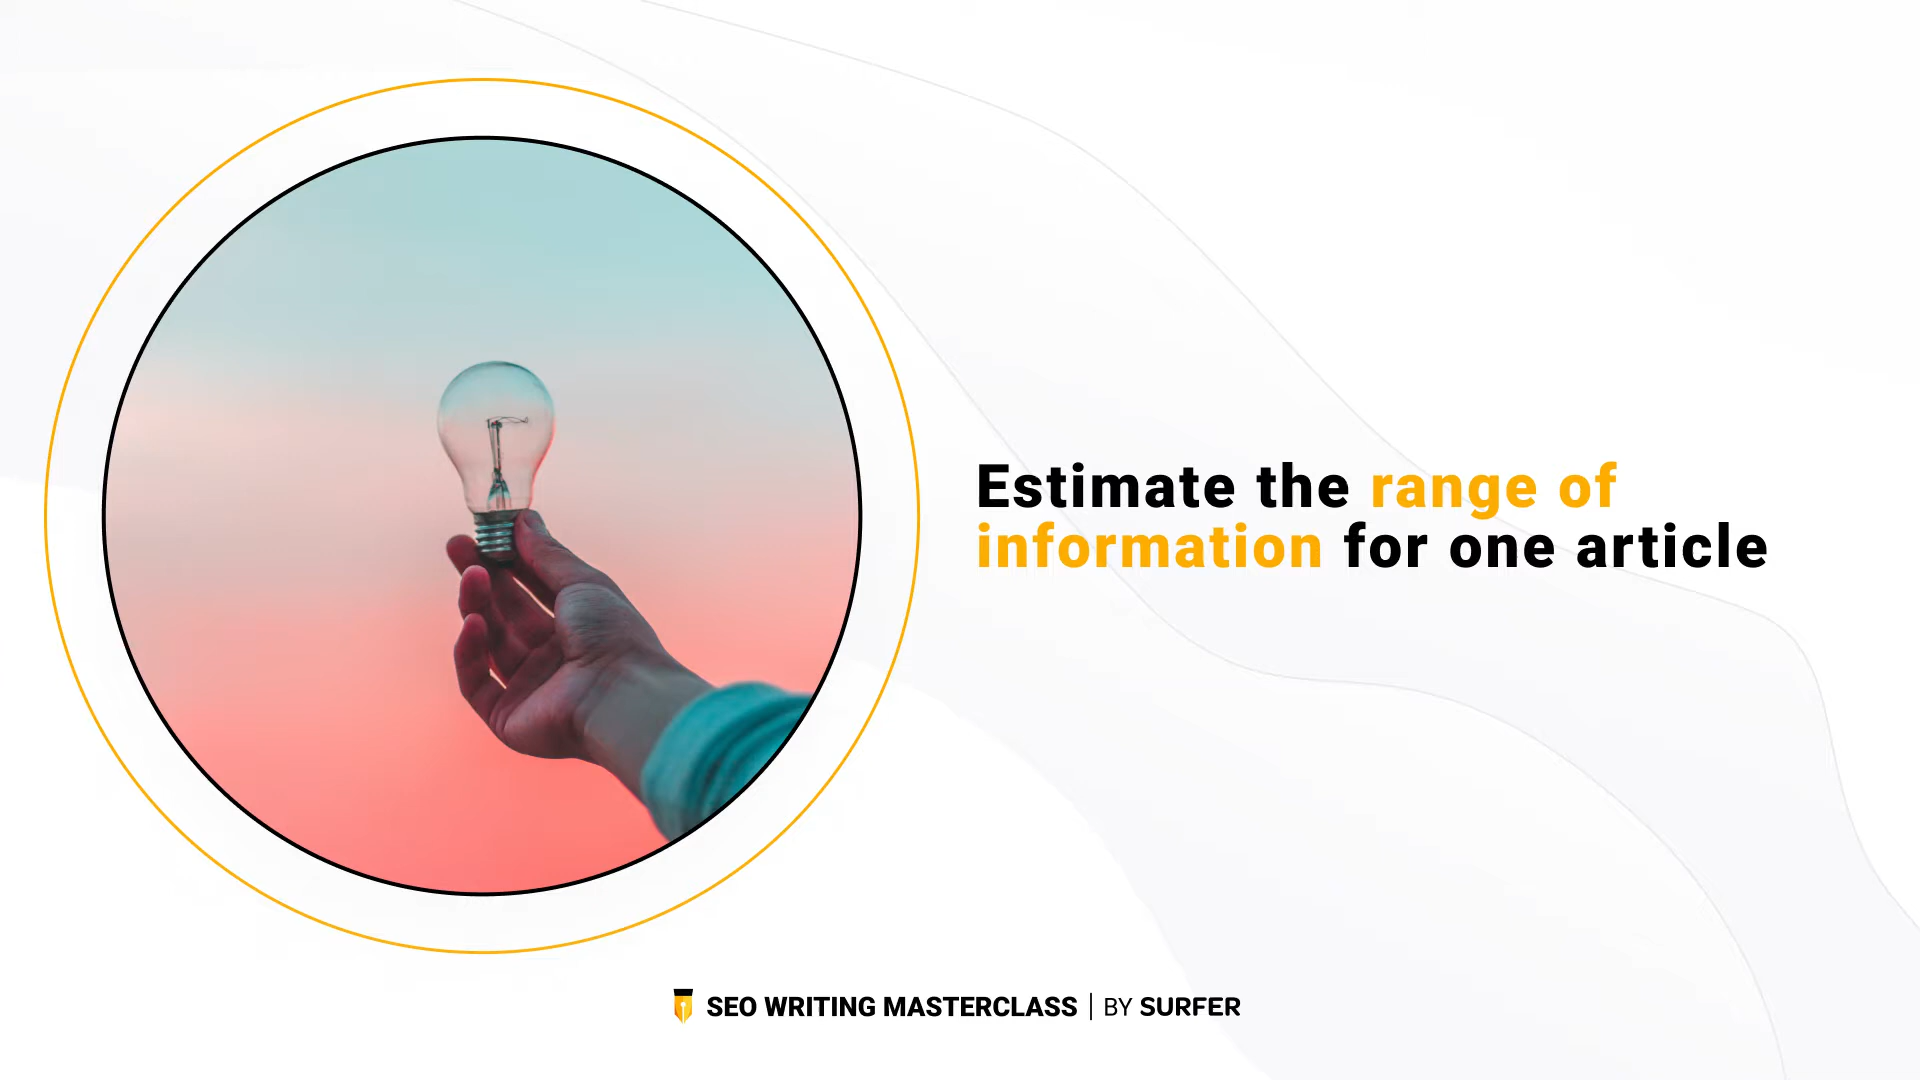 Estimate the range of
information for one article
SEO WRITING MASTERCLASS | BY SURFER